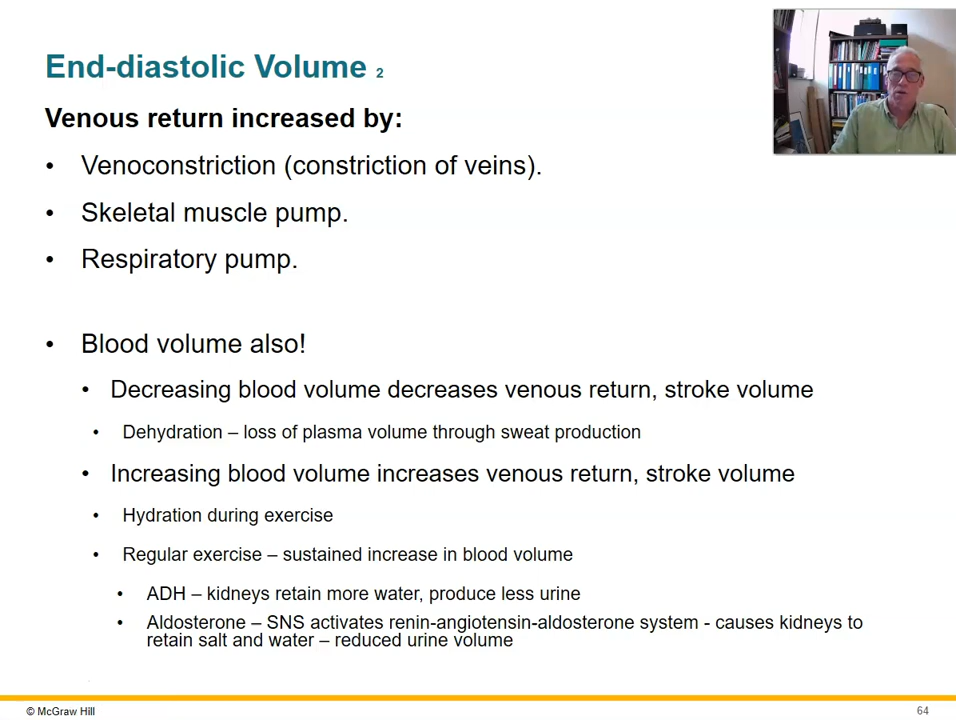 End-diastolic Volume 2
Venous return increased by:
• Venoconstriction (constriction of veins).
• Skeletal muscle pump.
• Respiratory pump.
• Blood volume also!
• Decreasing blood volume decreases venous return, stroke volume
• Dehydration – loss of plasma volume through sweat production
• Increasing blood volume increases venous return, stroke volume
• Hydration during exercise
• Regular exercise – sustained increase in blood volume
• ADH – kidneys retain more water, produce less urine
• Aldosterone – SNS activates renin-angiotensin-aldosterone system - causes kidneys to
retain salt and water – reduced urine volume
© McGraw Hill
64